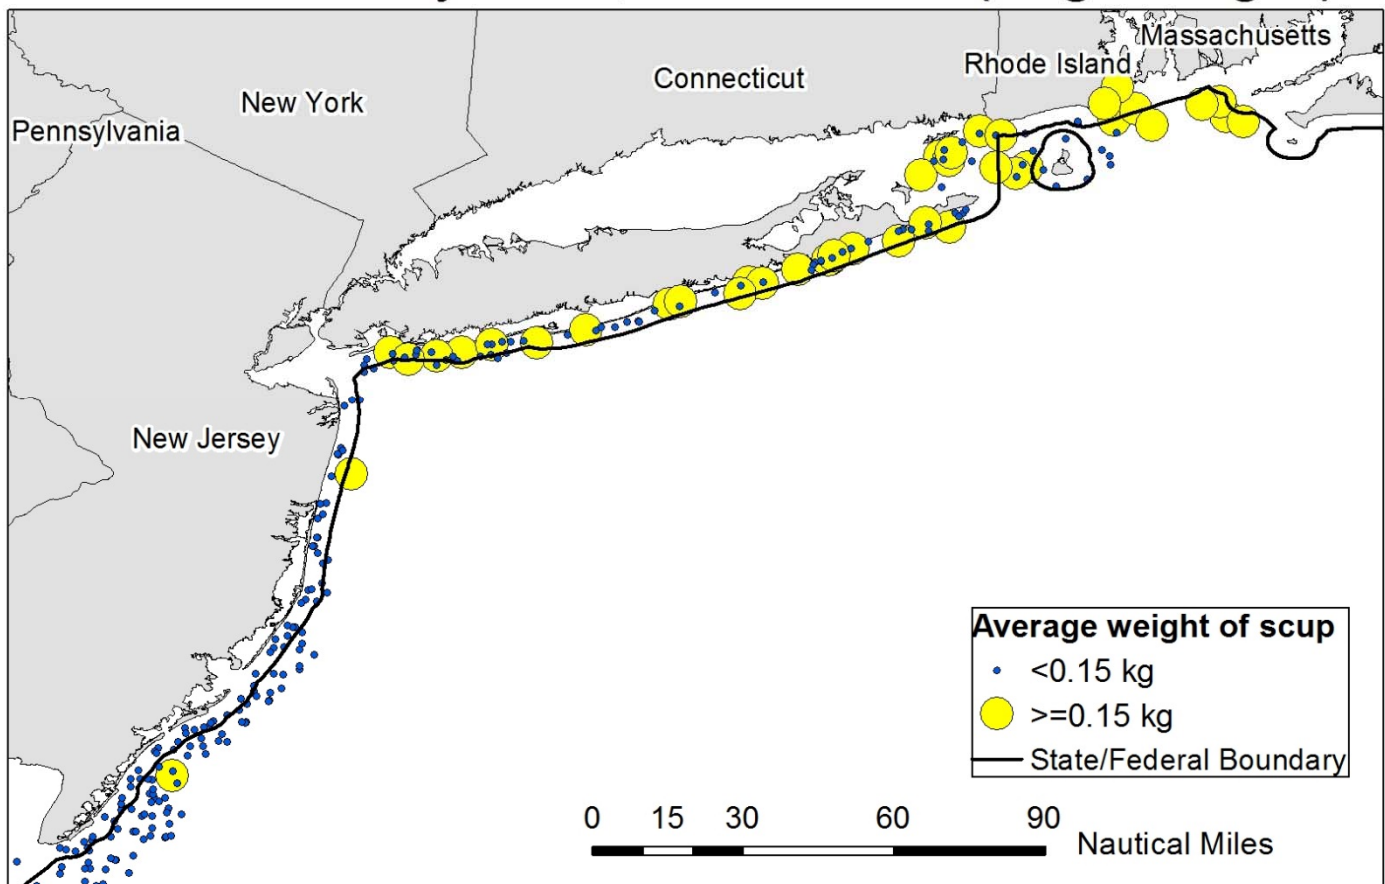 Massachusetts
Rhode Island
Connecticut
New York
Pennsylvania
New Jersey
Average weight of scup
<0.15 kg
>=0.15 kg
State/Federal Boundary
0 15 30 60 90
Nautical Miles